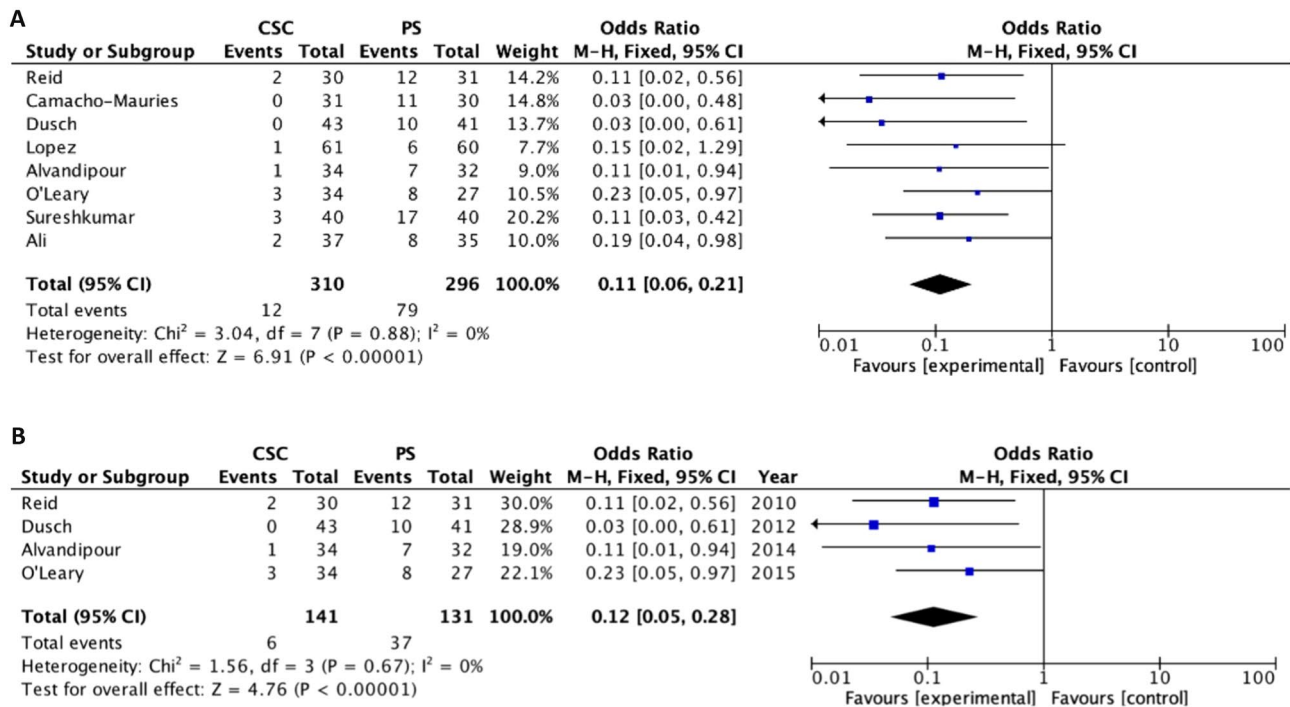 A
CSC PS Odds Ratio Odds Ratio
Study or Subgroup Events Total Events Total Weight M-H, Fixed, 95% CI M-H, Fixed, 95% CI
Reid 2 30 12 31 14.2% 0.11 [0.02, 0.56]
Camacho-Mauries 0 31 11 30 14.8% 0.03 [0.00, 0.48]
Dusch 0 43 10 41 13.7% 0.03 [0.00, 0.61]
Lopez 1 61 6 60 7.7% 0.15 [0.02, 1.29]
Alvandipour 1 34 7 32 9.0% 0.11 [0.01, 0.94]
O'Leary 3 34 8 27 10.5% 0.23 [0.05, 0.97]
Sureshkumar 3 40 17 40 20.2% 0.11 [0.03, 0.42]
Ali 2 37 8 35 10.0% 0.19 [0.04, 0.98]
Total (95% CI) 310 296 100.0% 0.11 [0.06, 0.21]
Total events 12 79
Heterogeneity: Chi² = 3.04, df = 7 (P = 0.88); I² = 0%
Test for overall effect: Z = 6.91 (P < 0.00001)
0.01 0.1 1 10 100
Favours [experimental] Favours [control]
B
CSC PS Odds Ratio Odds Ratio
Study or Subgroup Events Total Events Total Weight M-H, Fixed, 95% CI Year M-H, Fixed, 95% CI
Reid 2 30 12 31 30.0% 0.11 [0.02, 0.56] 2010
Dusch 0 43 10 41 28.9% 0.03 [0.00, 0.61] 2012
Alvandipour 1 34 7 32 19.0% 0.11 [0.01, 0.94] 2014
O'Leary 3 34 8 27 22.1% 0.23 [0.05, 0.97] 2015
Total (95% CI) 141 131 100.0% 0.12 [0.05, 0.28]
Total events 6 37
Heterogeneity: Chi² = 1.56, df = 3 (P = 0.67); I² = 0%
Test for overall effect: Z = 4.76 (P < 0.00001)
0.01 0.1 1 10 100
Favours [experimental] Favours [control]